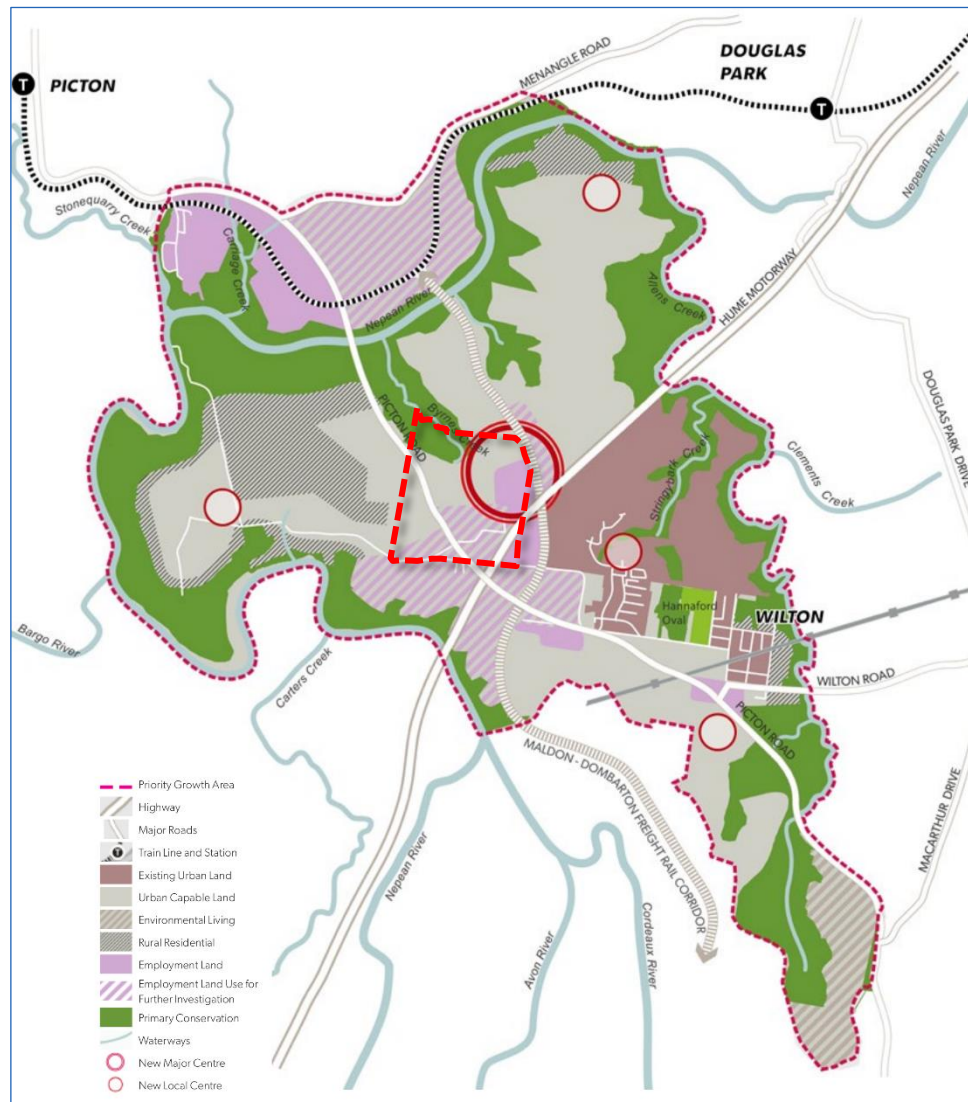 DOUGLAS
PARK
MENANGLE ROAD
T
PICTON
T
Nepean River
Stonequarry Creek
Carriage Creek
Nepean River
Allens Creek
HUME MOTORWAY
DOUGLAS PARK DRIVE
PICTON ROAD
Byrnes Creek
Stringybark Creek
Clements Creek
Hannaford
Oval
WILTON
Bargo River
Carters Creek
WILTON ROAD
PICTON ROAD
MALDON - DOMBARTON FREIGHT RAIL CORRIDOR
MACARTHUR DRIVE
Nepean River
Avon River
Cordeaux River
Priority Growth Area
Highway
Major Roads
T
Train Line and Station
Existing Urban Land
Urban Capable Land
Environmental Living
Rural Residential
Employment Land
Employment Land Use for
Further Investigation
Primary Conservation
Waterways
New Major Centre
New Local Centre